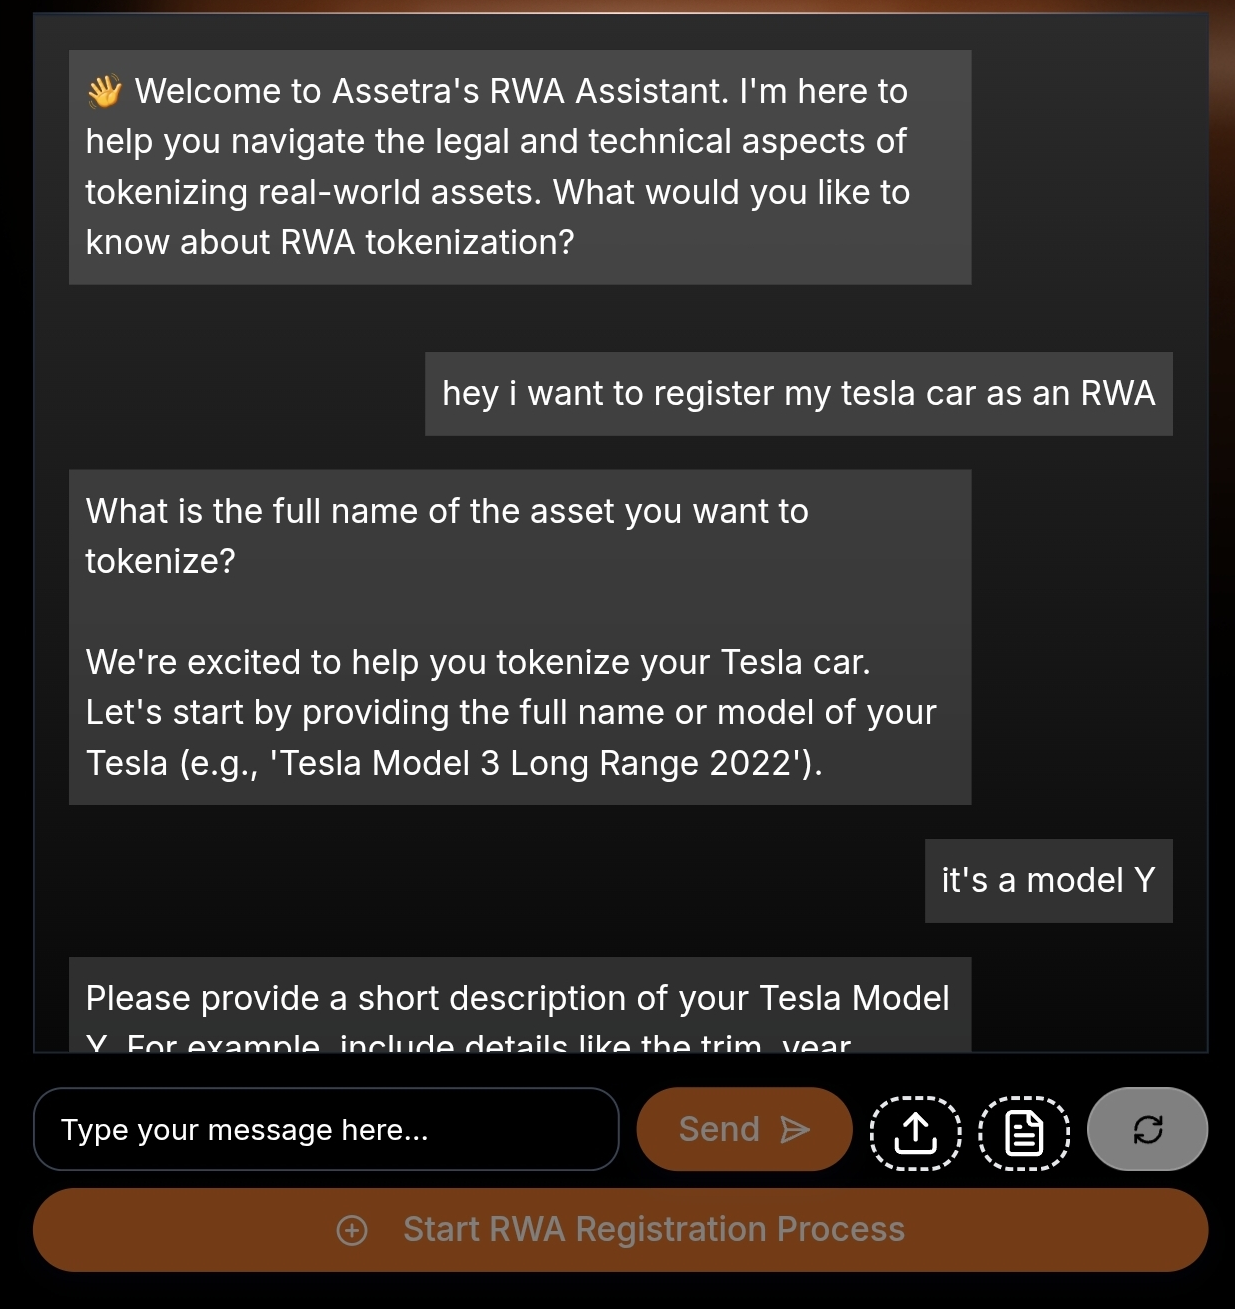 👋 Welcome to Assetra's RWA Assistant. I'm here to
help you navigate the legal and technical aspects of
tokenizing real-world assets. What would you like to
know about RWA tokenization?
hey i want to register my tesla car as an RWA
What is the full name of the asset you want to
tokenize?
We're excited to help you tokenize your Tesla car.
Let's start by providing the full name or model of your
Tesla (e.g., 'Tesla Model 3 Long Range 2022').
it's a model Y
Please provide a short description of your Tesla Model
Y. For example, include details like the trim, year
Type your message here...
Send
Start RWA Registration Process